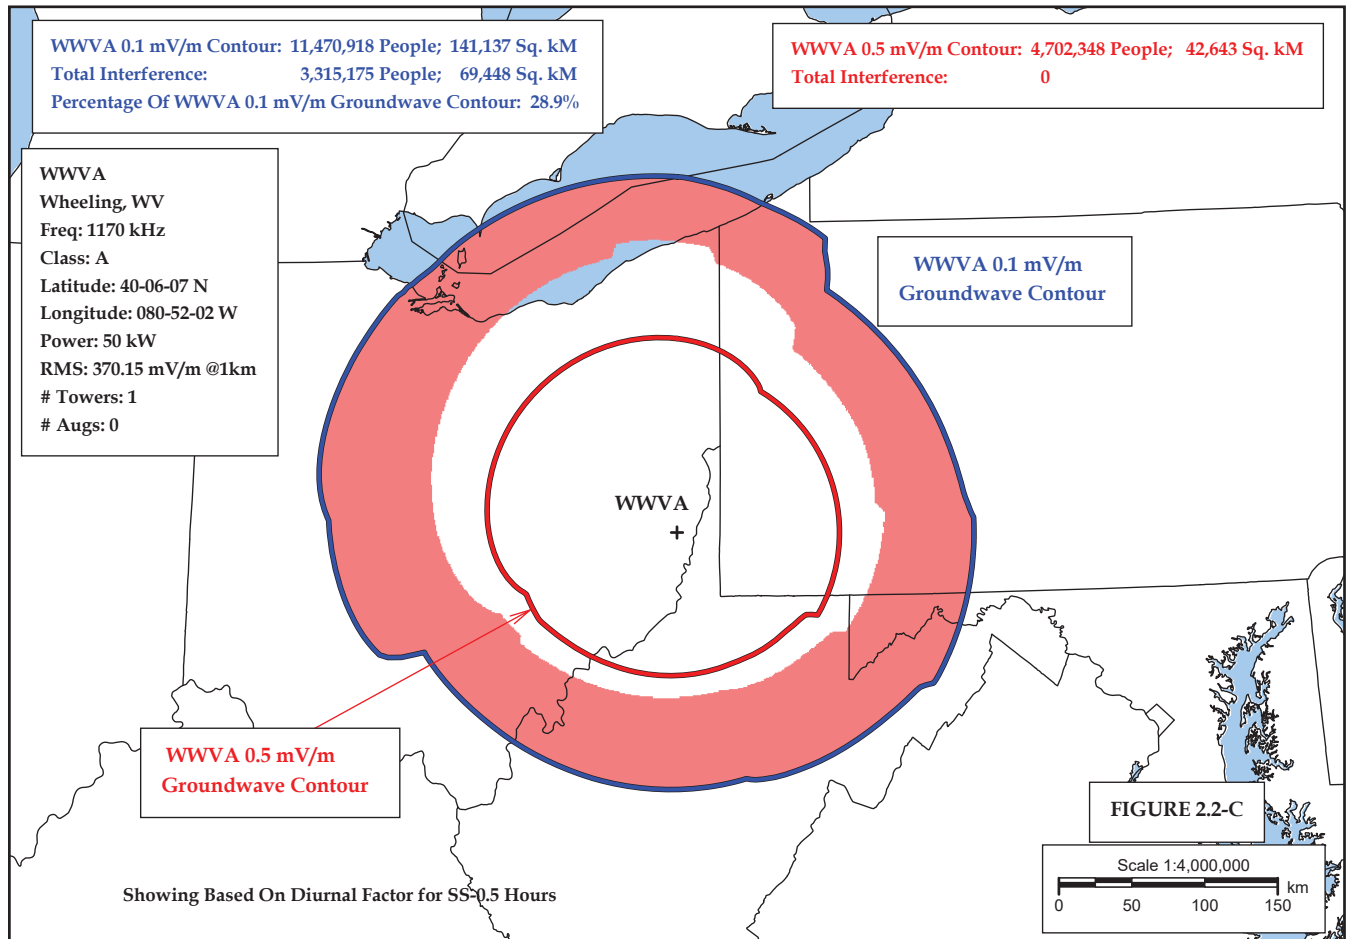 WWVA 0.1 mV/m Contour: 11,470,918 People; 141,137 Sq. kM
Total Interference: 3,315,175 People; 69,448 Sq. kM
Percentage Of WWVA 0.1 mV/m Groundwave Contour: 28.9%
WWVA 0.5 mV/m Contour: 4,702,348 People; 42,643 Sq. kM
Total Interference: 0
WWVA
Wheeling, WV
Freq: 1170 kHz
Class: A
Latitude: 40-06-07 N
Longitude: 080-52-02 W
Power: 50 kW
RMS: 370.15 mV/m @1km
# Towers: 1
# Augs: 0
WWVA 0.1 mV/m
Groundwave Contour
WWVA
WWVA 0.5 mV/m
Groundwave Contour
FIGURE 2.2-C
Scale 1:4,000,000
km
0 50 100 150
Showing Based On Diurnal Factor for SS-0.5 Hours